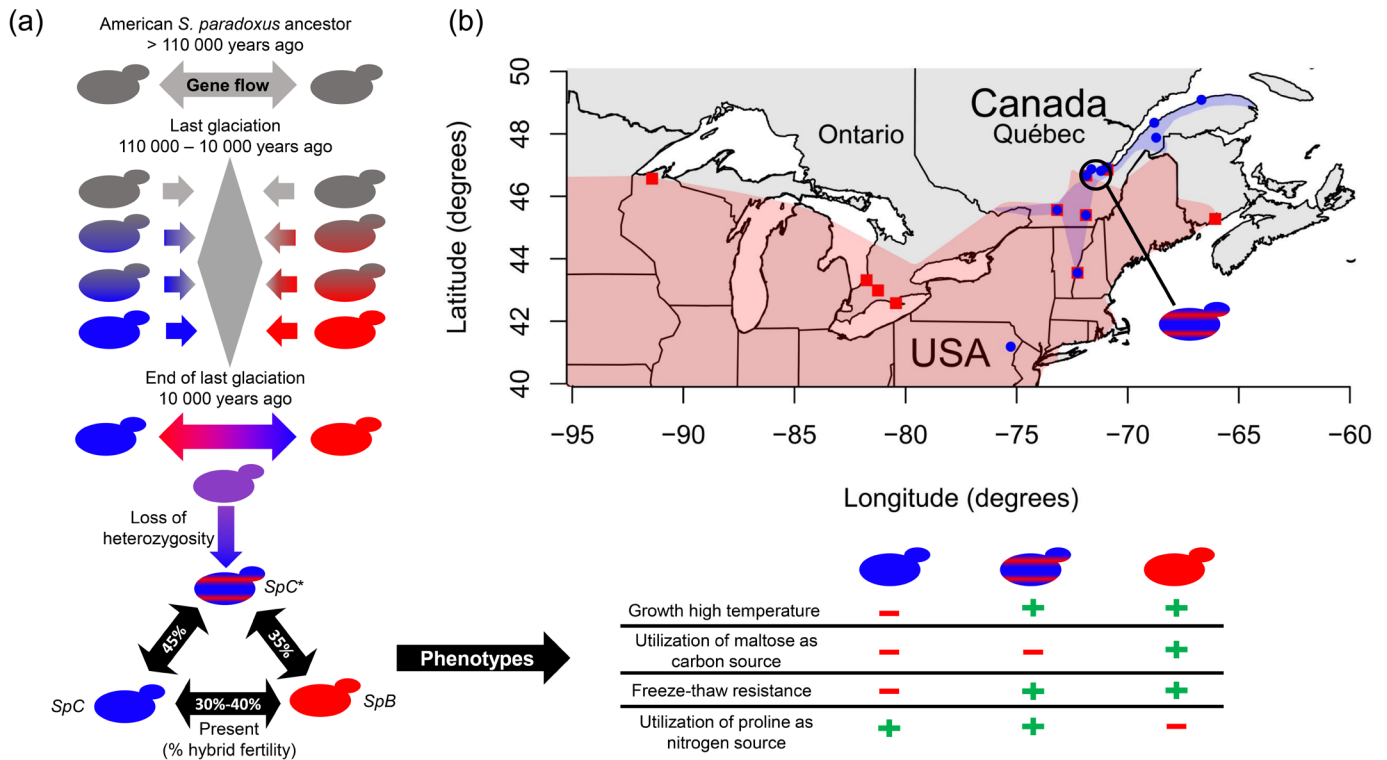 (a)
American S. paradoxus ancestor
> 110 000 years ago
Gene flow
Last glaciation
110 000 – 10 000 years ago
End of last glaciation
10 000 years ago
Loss of
heterozygosity
SpC*
45%
35%
SpC
30%-40%
SpB
Present
(% hybrid fertility)
(b)
Latitude (degrees)
50
48
46
44
42
40
Canada
Ontario
Québec
USA
−95
−90
−85
−80
−75
−70
−65
−60
Longitude (degrees)
Phenotypes
Growth high temperature
− + +
Utilization of maltose as
carbon source
− − +
Freeze-thaw resistance
− + +
Utilization of proline as
nitrogen source
+ + −